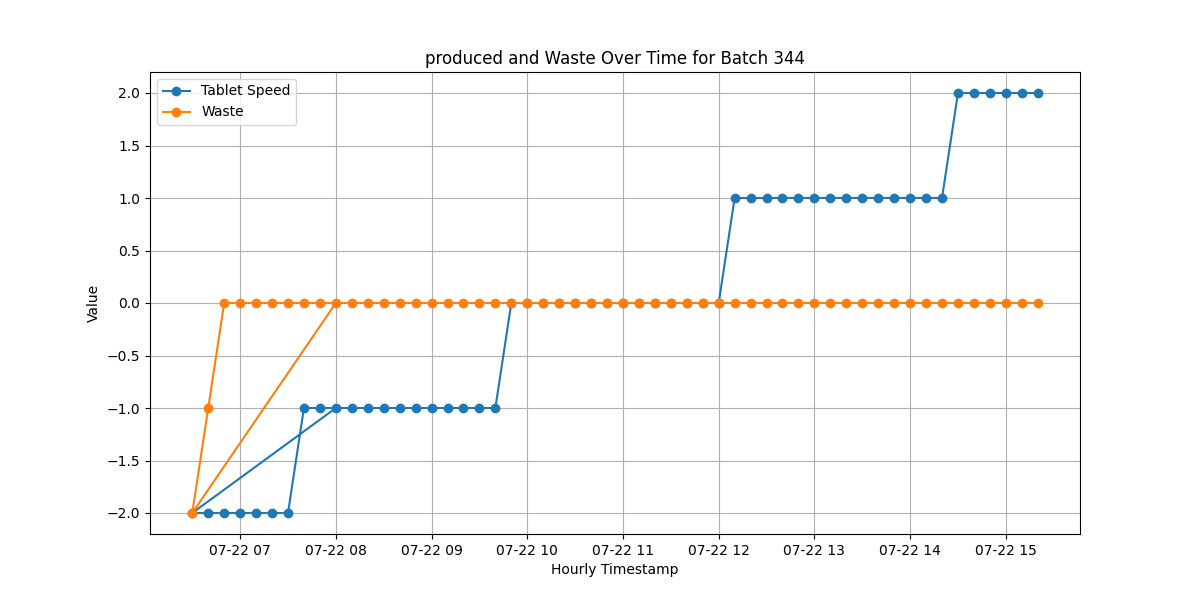 produced and Waste Over Time for Batch 344
Tablet Speed
Waste
2.0
1.5
1.0
0.5
0.0
−0.5
−1.0
−1.5
−2.0
Value
07-22 07 07-22 08 07-22 09 07-22 10 07-22 11 07-22 12 07-22 13 07-22 14 07-22 15
Hourly Timestamp